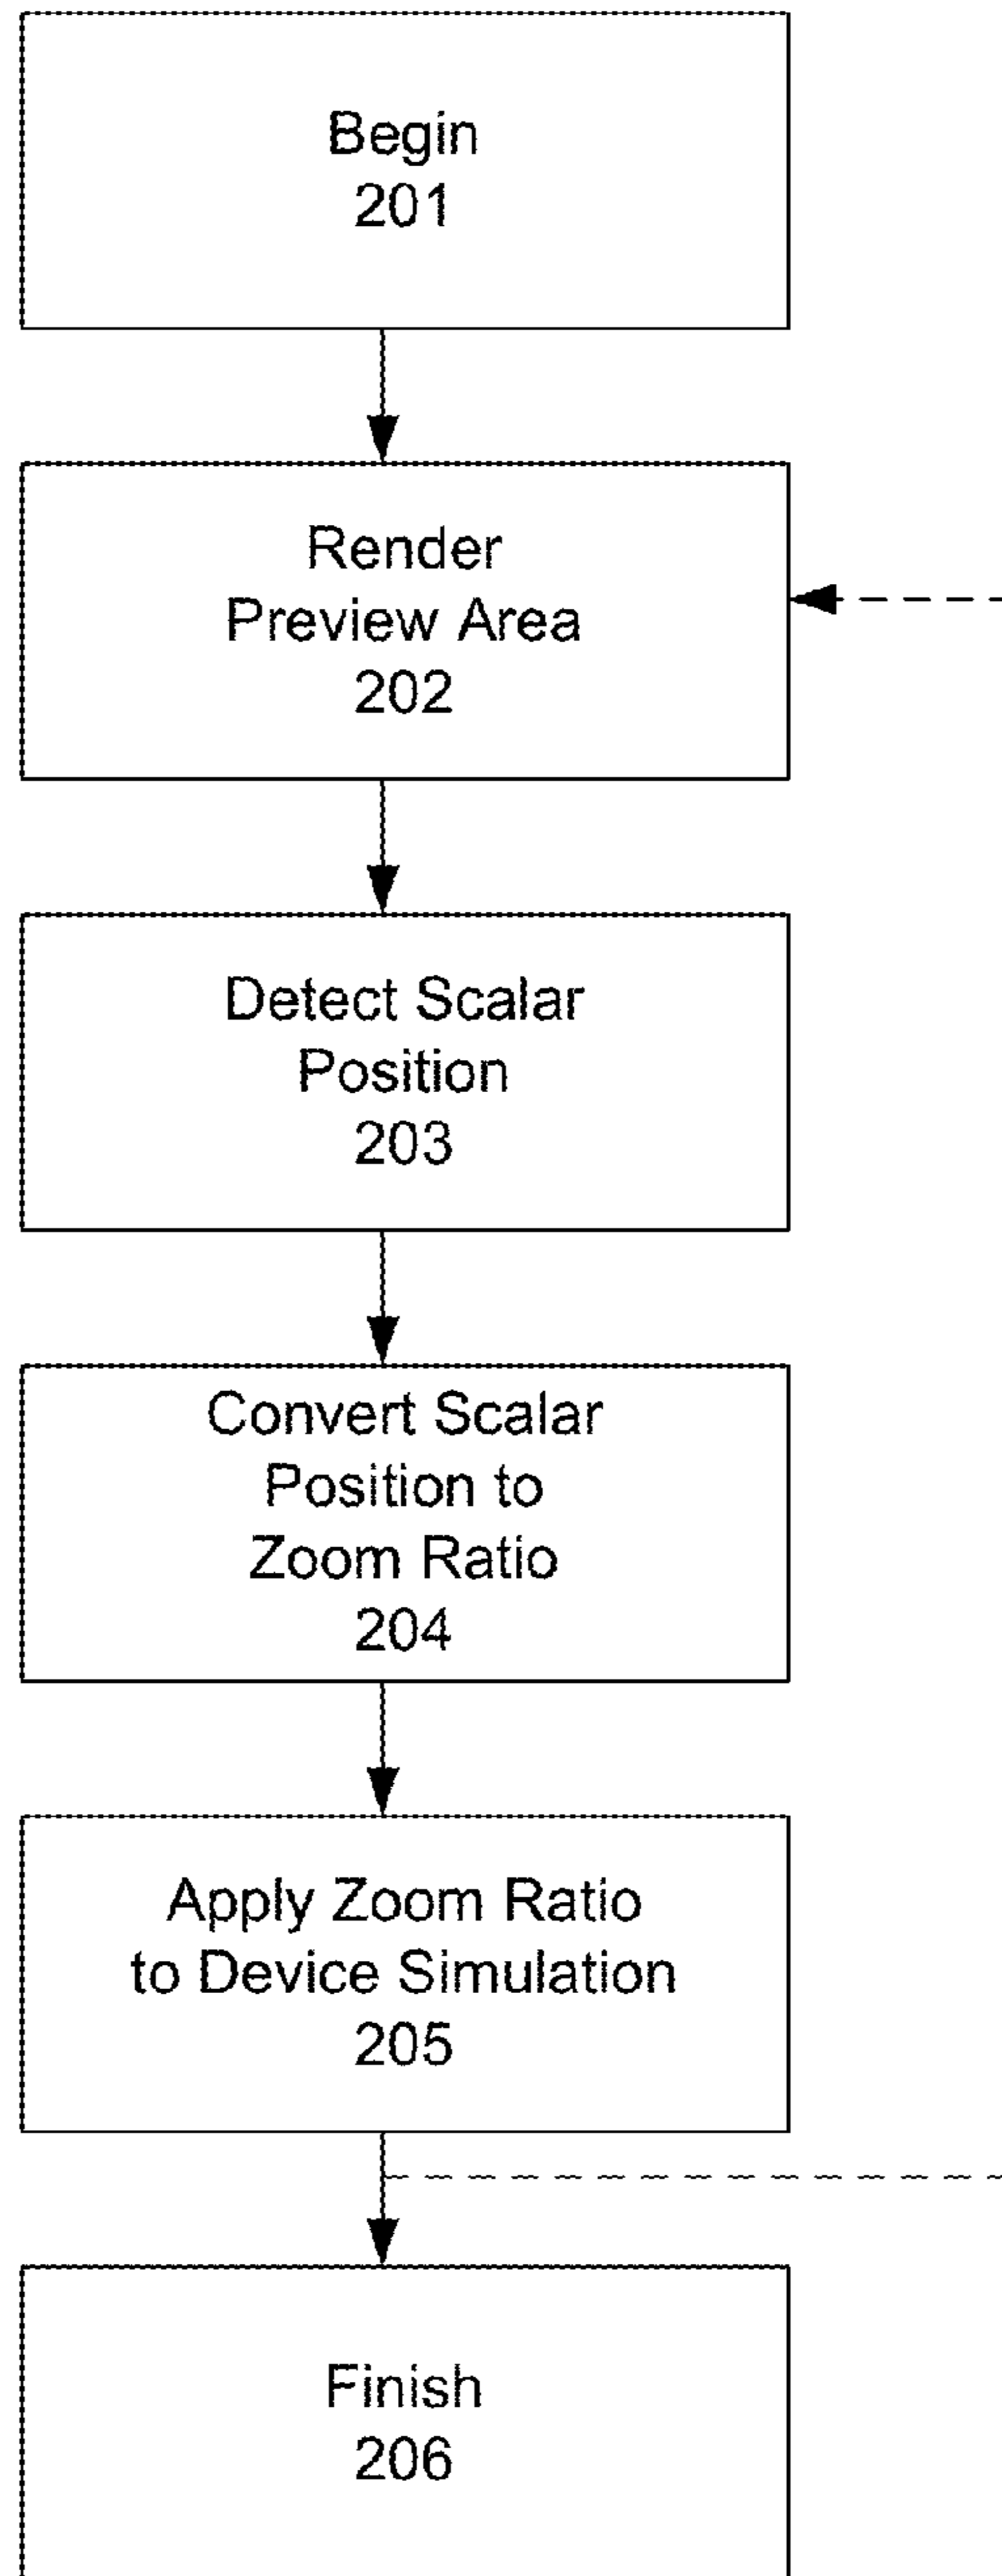 Begin
201
Render
Preview Area
202
Detect Scalar
Position
203
Convert Scalar
Position to
Zoom Ratio
204
Apply Zoom Ratio
to Device Simulation
205
Finish
206